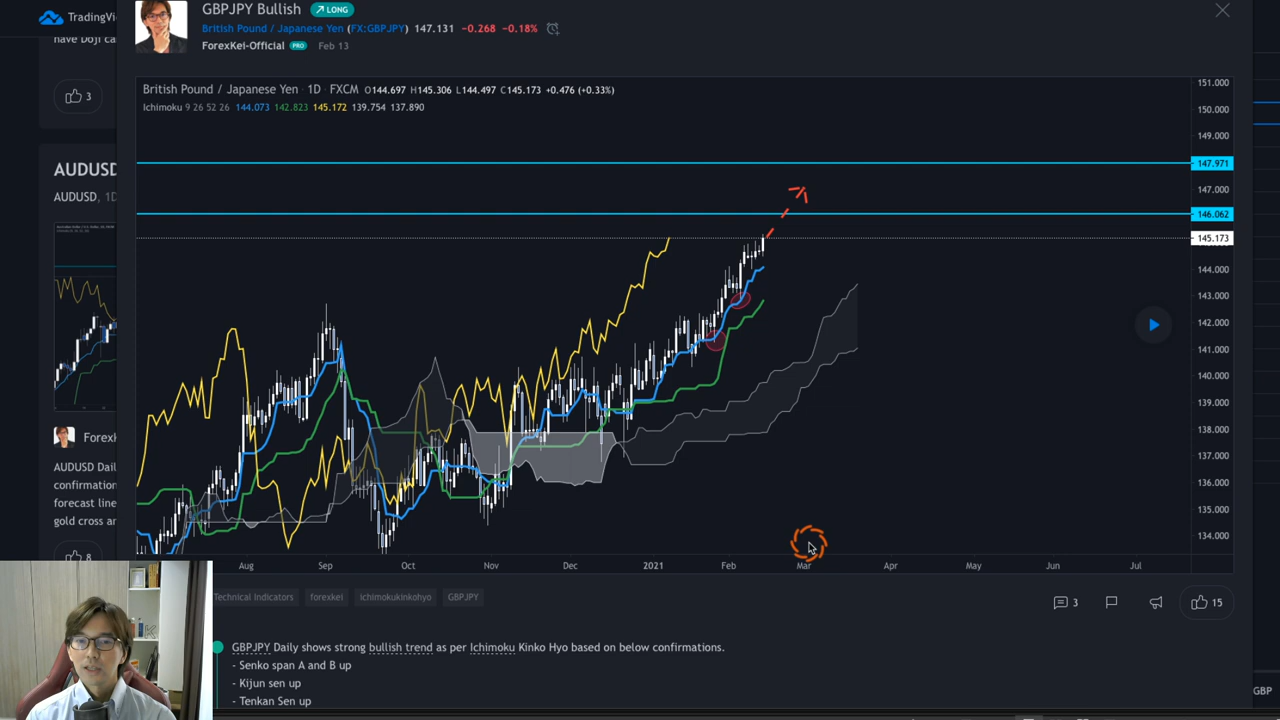 TradingVie
have Doji ca
3
AUDUSD
AUDUSD, 1D
Forex
AUDUSD Dail
confirmation
forecast line
gold cross an
8
GBPJPY Bullish LONG
British Pound / Japanese Yen (FX:GBPJPY) 147.131 −0.268 −0.18%
ForexKei-Official PRO Feb 13
British Pound / Japanese Yen · 1D · FXCM O144.697 H145.306 L144.497 C145.173 +0.476 (+0.33%)
Ichimoku 9 26 52 26 144.073 142.823 145.172 139.754 137.890
151.000
150.000
149.000
147.971
147.000
146.062
145.173
144.000
143.000
142.000
141.000
140.000
139.000
138.000
137.000
136.000
135.000
134.000
Aug Sep Oct Nov Dec 2021 Feb Mar Apr May Jun Jul
Technical Indicators forexkei ichimokukinkohyo GBPJPY
3 15
GBPJPY Daily shows strong bullish trend as per Ichimoku Kinko Hyo based on below confirmations.
- Senko span A and B up
- Kijun sen up
- Tenkan Sen up
GBP